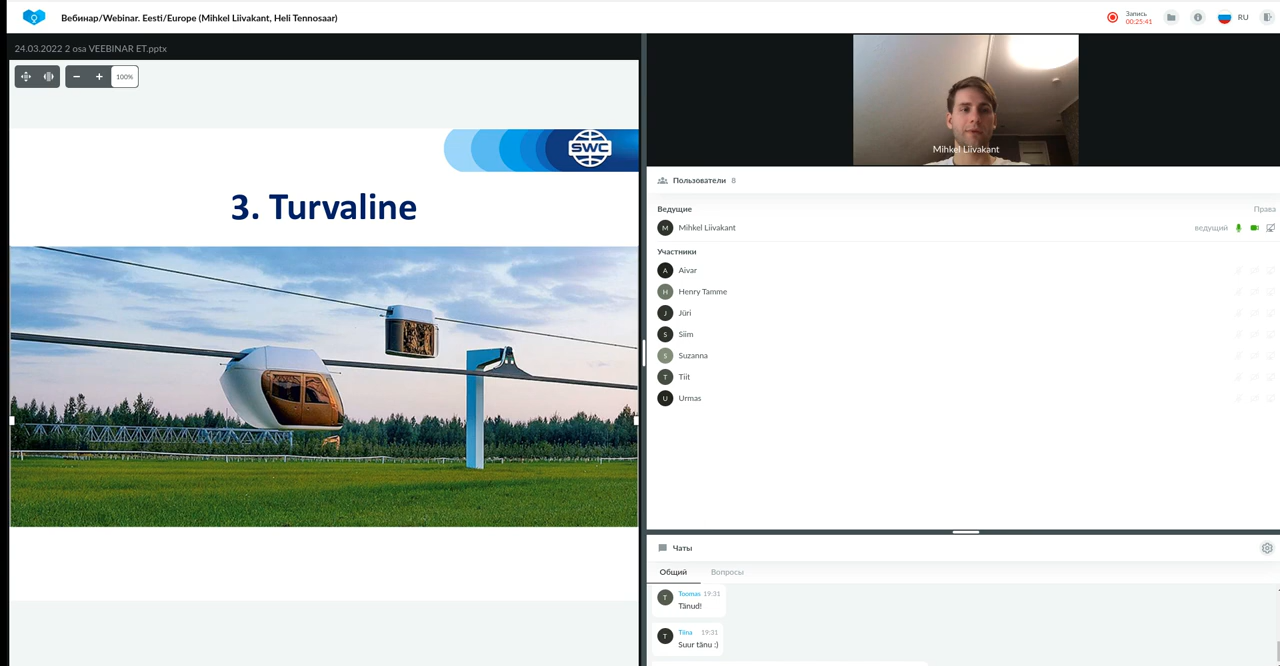 Вебинар/Webinar. Eesti/Europe (Mihkel Liivakant, Heli Tennosaar)
Запись
00:25:41
RU
24.03.2022 2 osa VEEBINAR ET.pptx
100%
SWC
3. Turvaline
Mihkel Liivakant
Пользователи 8
Ведущие Права
M Mihkel Liivakant ведущий
Участники
A Aivar
H Henry Tamme
J Jüri
S Siim
S Suzanna
T Tiit
U Urmas
Чаты
Общий Вопросы
T Toomas 19:31
Tänud!
T Tiina 19:31
Suur tänu :)